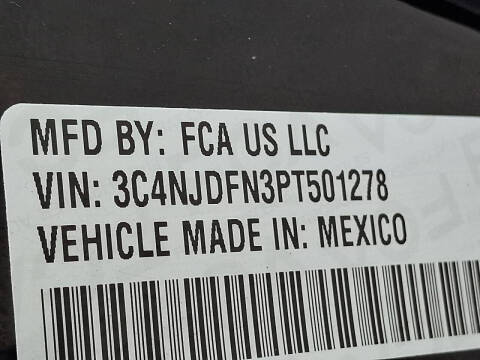 MFD BY: FCA US LLC
VIN: 3C4NJDFN3PT501278
VEHICLE MADE IN: MEXICO